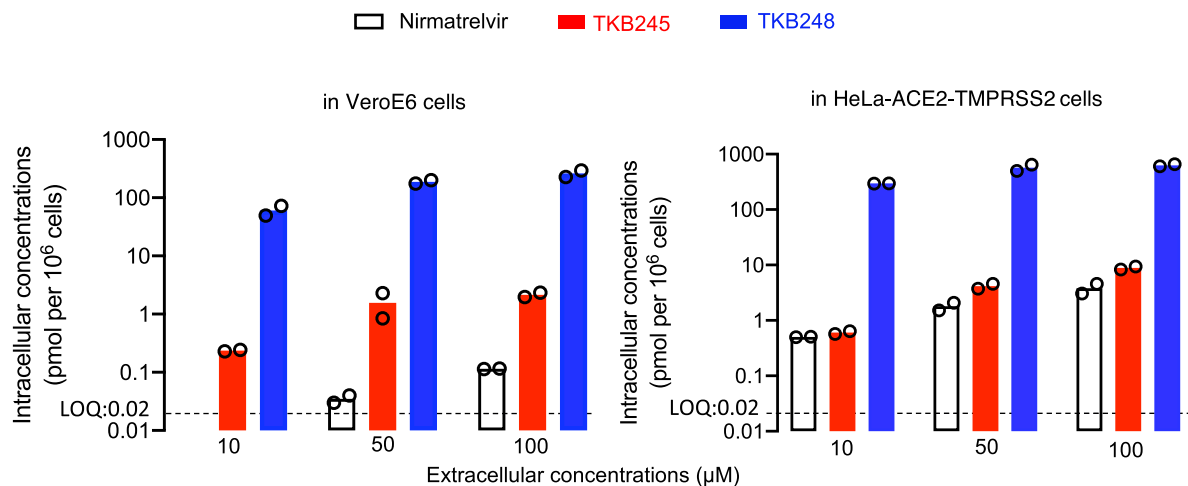 Nirmatrelvir TKB245 TKB248
in VeroE6 cells
in HeLa-ACE2-TMPRSS2 cells
Intracellular concentrations
(pmol per 10⁶ cells)
1000
100
10
1
0.1
LOQ:0.02
0.01
10 50 100
Intracellular concentrations
(pmol per 10⁶ cells)
1000
100
10
1
0.1
LOQ:0.02
0.01
10 50 100
Extracellular concentrations (µM)